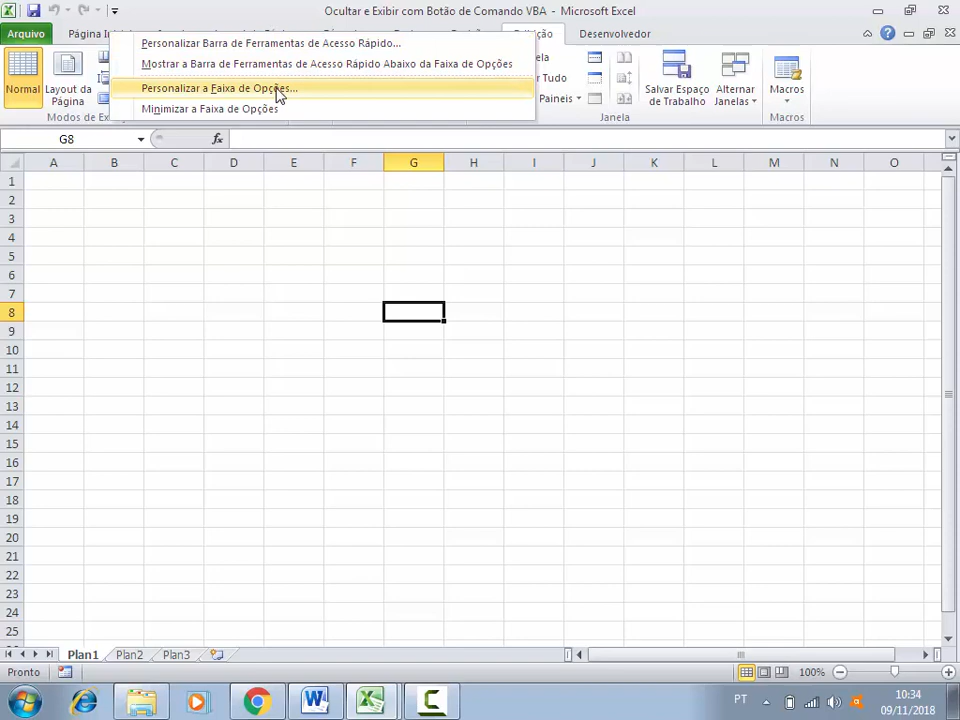 Ocultar e Exibir com Botão de Comando VBA - Microsoft Excel
Arquivo
Desenvolvedor
Personalizar Barra de Ferramentas de Acesso Rápido...
Mostrar a Barra de Ferramentas de Acesso Rápido Abaixo da Faixa de Opções
Personalizar a Faixa de Opções...
Minimizar a Faixa de Opções
Normal
Layout da Página
Tudo
Paineis
Salvar Espaço de Trabalho
Alternar Janelas
Macros
Janela
Macros
G8
fx
A B C D E F G H I J K L M N O
1
2
3
4
5
6
7
8
9
10
11
12
13
14
15
16
17
18
19
20
21
22
23
24
25
Plan1 Plan2 Plan3
Pronto
100%
PT
10:34
09/11/2018